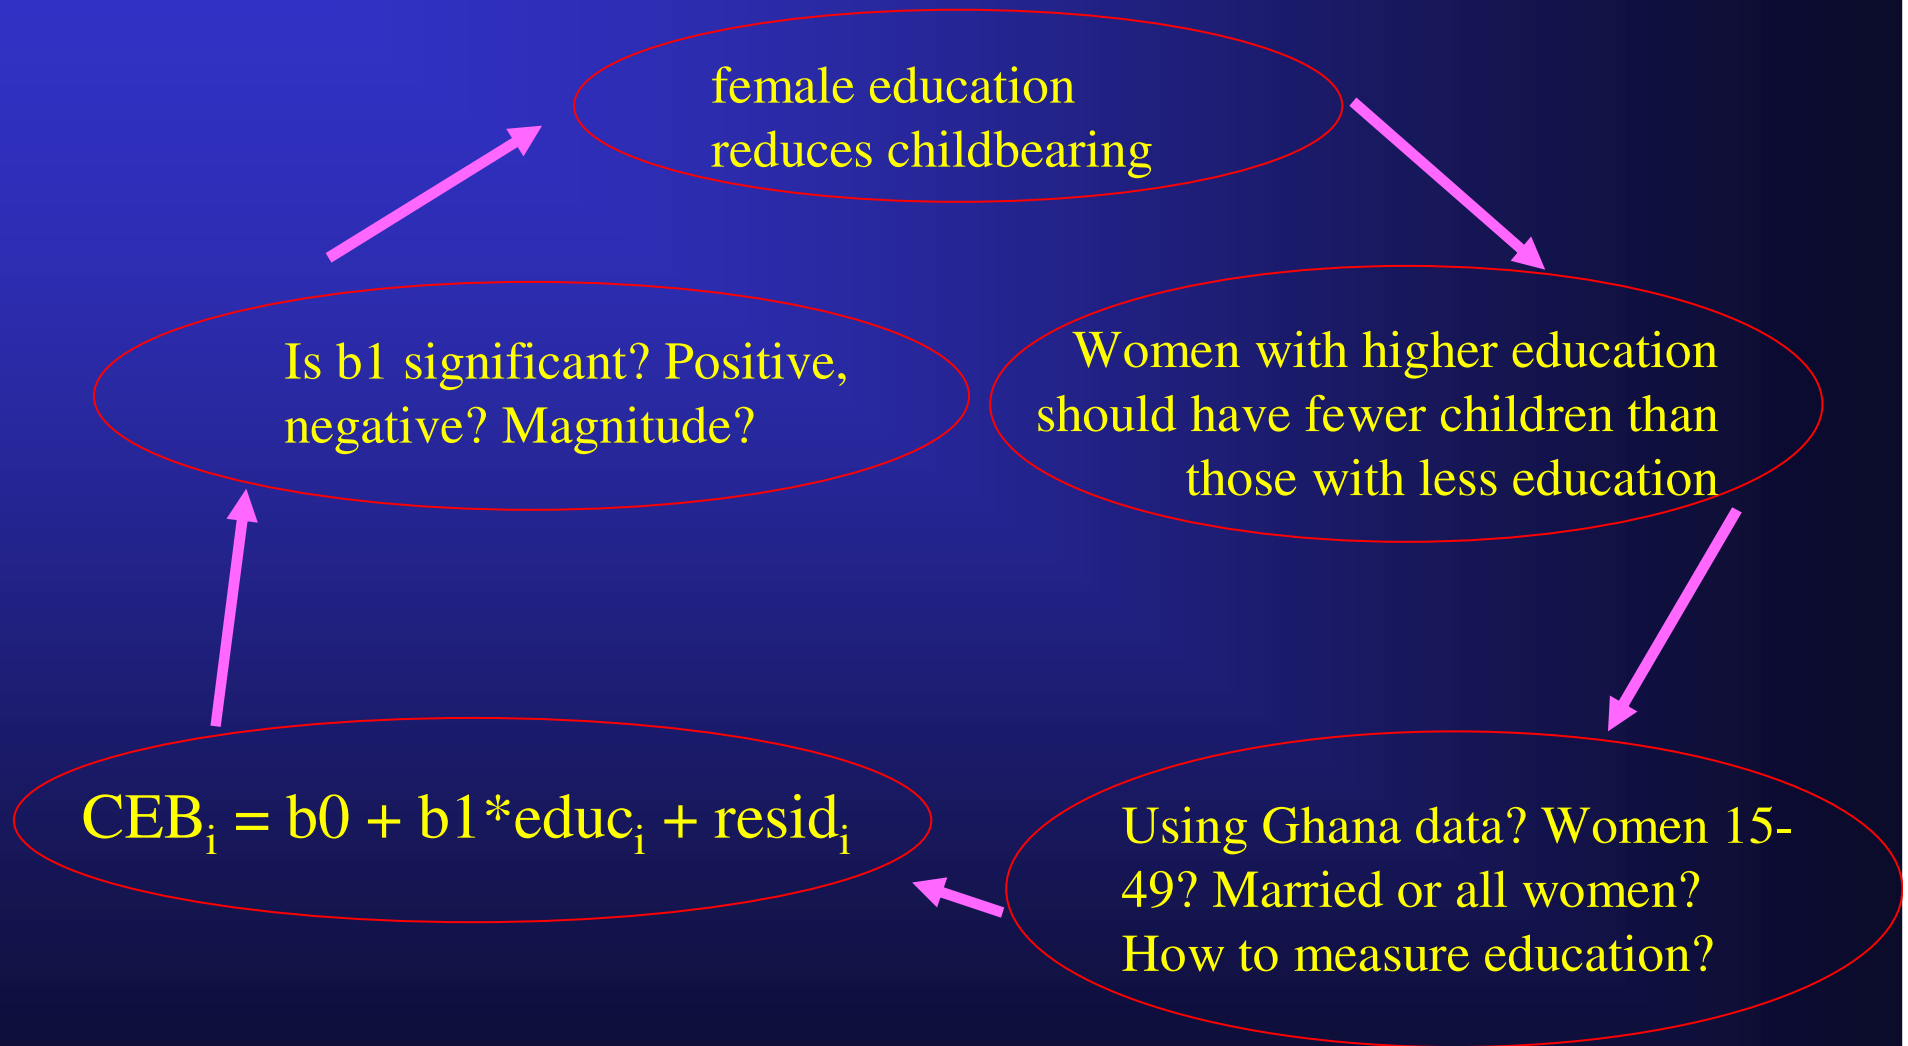 female education
reduces childbearing
Women with higher education
should have fewer children than
those with less education
Using Ghana data? Women 15-
49? Married or all women?
How to measure education?
CEBi = b0 + b1*educi + residi
Is b1 significant? Positive,
negative? Magnitude?